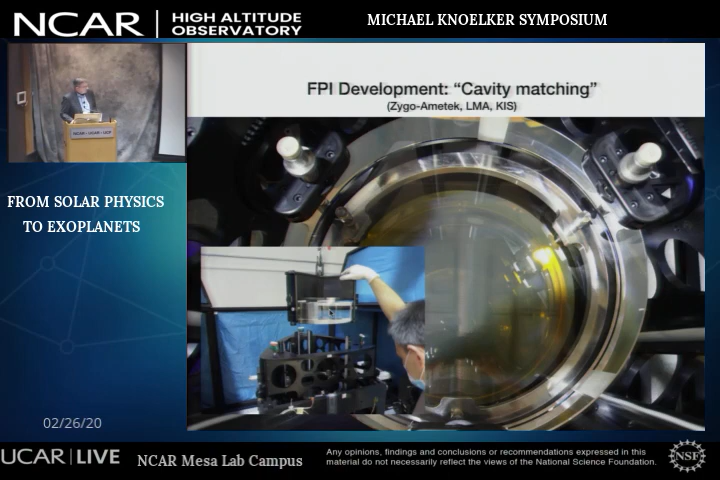 NCAR
HIGH ALTITUDE
OBSERVATORY
MICHAEL KNOELKER SYMPOSIUM
FPI Development: “Cavity matching”
(Zygo-Ametek, LMA, KIS)
FROM SOLAR PHYSICS
TO EXOPLANETS
02/26/20
UCAR LIVE
NCAR Mesa Lab Campus
Any opinions, findings and conclusions or recommendations expressed in this
material do not necessarily reflect the views of the National Science Foundation.
NSF